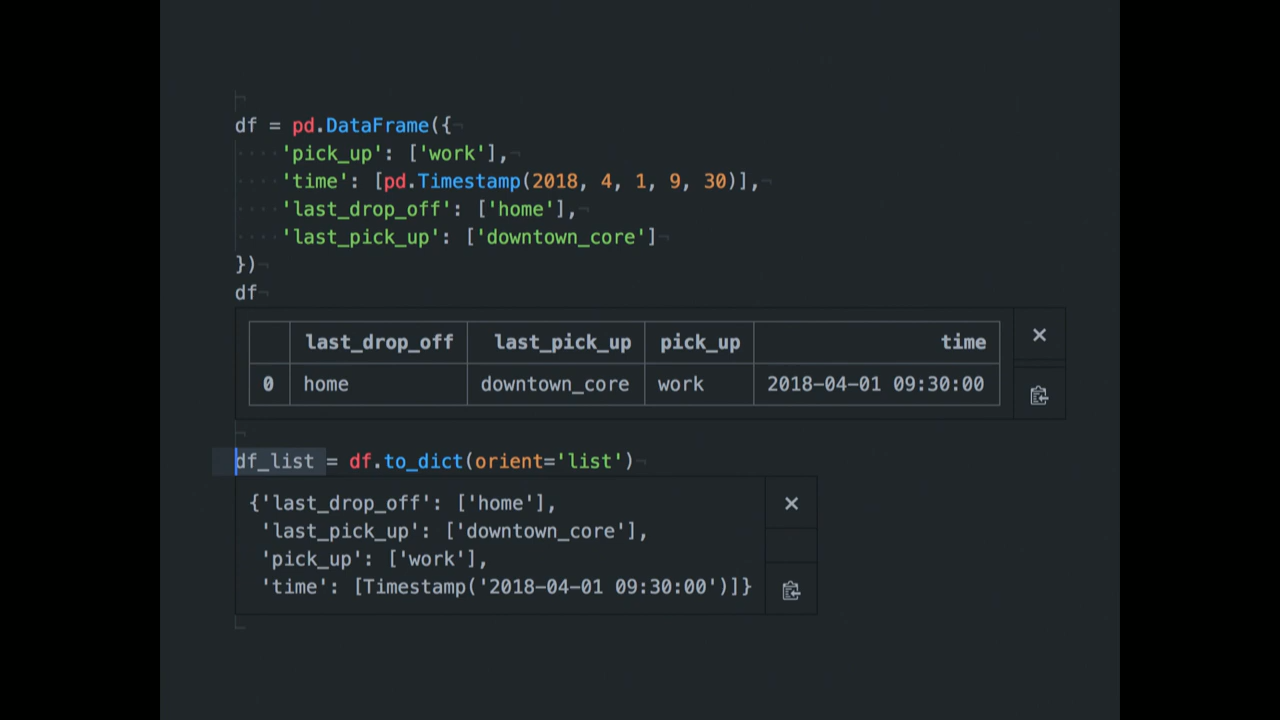 df = pd.DataFrame({
    'pick_up': ['work'],
    'time': [pd.Timestamp(2018, 4, 1, 9, 30)],
    'last_drop_off': ['home'],
    'last_pick_up': ['downtown_core']
})
df
last_drop_off last_pick_up pick_up time
0 home downtown_core work 2018-04-01 09:30:00
df_list = df.to_dict(orient='list')
{'last_drop_off': ['home'],
 'last_pick_up': ['downtown_core'],
 'pick_up': ['work'],
 'time': [Timestamp('2018-04-01 09:30:00')]}